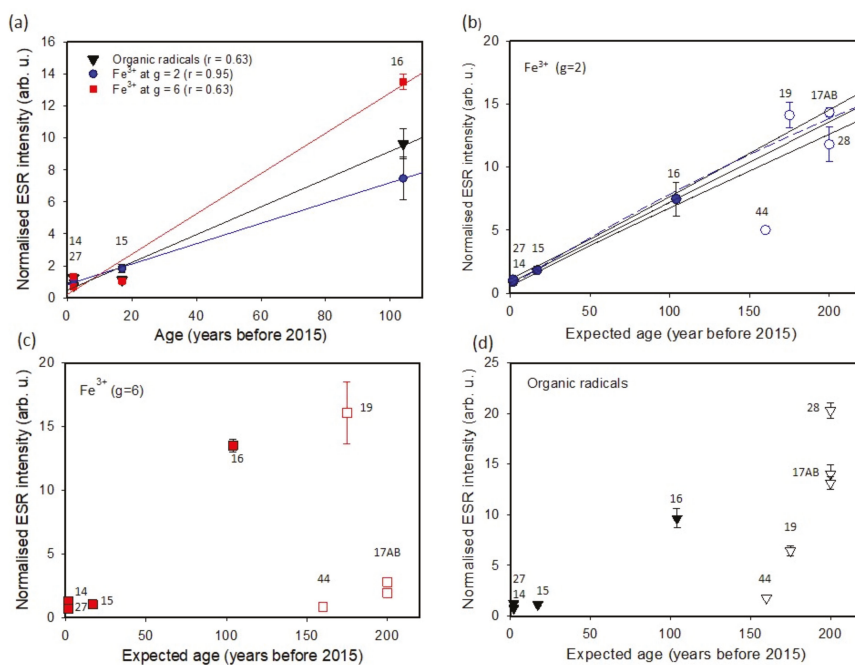 (a)
Normalised ESR intensity (arb. u.)
16
14
12
10
8
6
4
2
0
Organic radicals (r = 0.63)
Fe³⁺ at g = 2 (r = 0.95)
Fe³⁺ at g = 6 (r = 0.63)
16
14
27
15
0 20 40 60 80 100
Age (years before 2015)
(b)
Normalised ESR intensity (arb. u.)
20
15
10
5
0
Fe³⁺ (g=2)
19
17AB
28
16
44
27
14
15
0 50 100 150 200
Expected age (year before 2015)
(c)
Normalised ESR intensity (arb. u.)
20
15
10
5
0
Fe³⁺ (g=6)
19
16
17AB
44
14
27
15
0 50 100 150 200
Expected age (years before 2015)
(d)
Normalised ESR intensity (arb. u.)
25
20
15
10
5
0
Organic radicals
28
17AB
16
19
44
27
14
15
0 50 100 150 200
Expected age (years before 2015)